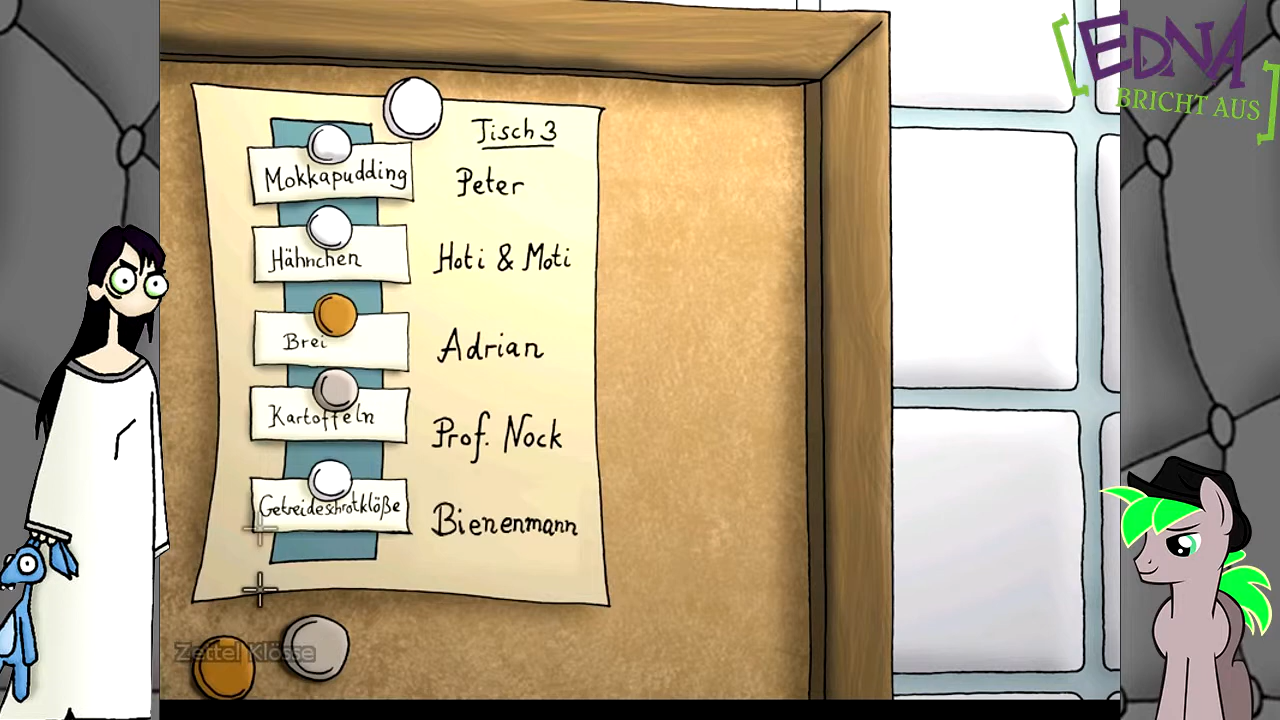 EDNA
BRICHT AUS
Tisch 3
Mokkapudding Peter
Hähnchen Hoti & Moti
Brei Adrian
Kartoffeln Prof. Nock
Getreideschrotklöße Bienenmann
Zettel Klösse